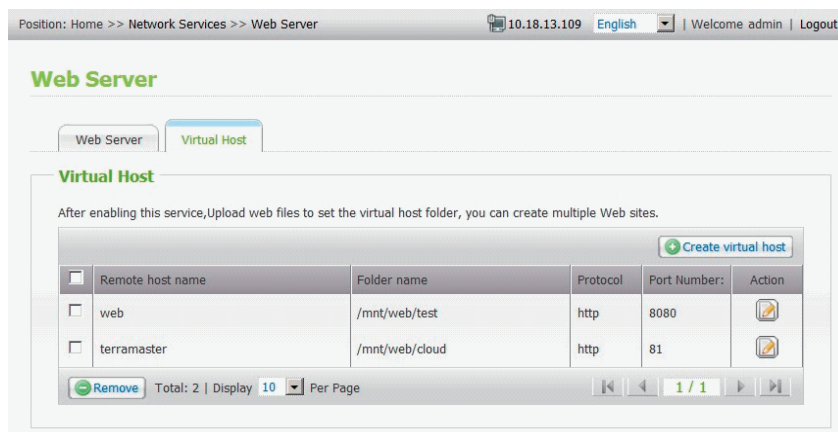 Position: Home >> Network Services >> Web Server 10.18.13.109 English | Welcome admin | Logout
Web Server
Web Server Virtual Host
Virtual Host
After enabling this service,Upload web files to set the virtual host folder, you can create multiple Web sites.
Create virtual host
Remote host name Folder name Protocol Port Number: Action
web /mnt/web/test http 8080
terramaster /mnt/web/cloud http 81
Remove Total: 2 | Display 10 Per Page 1 / 1